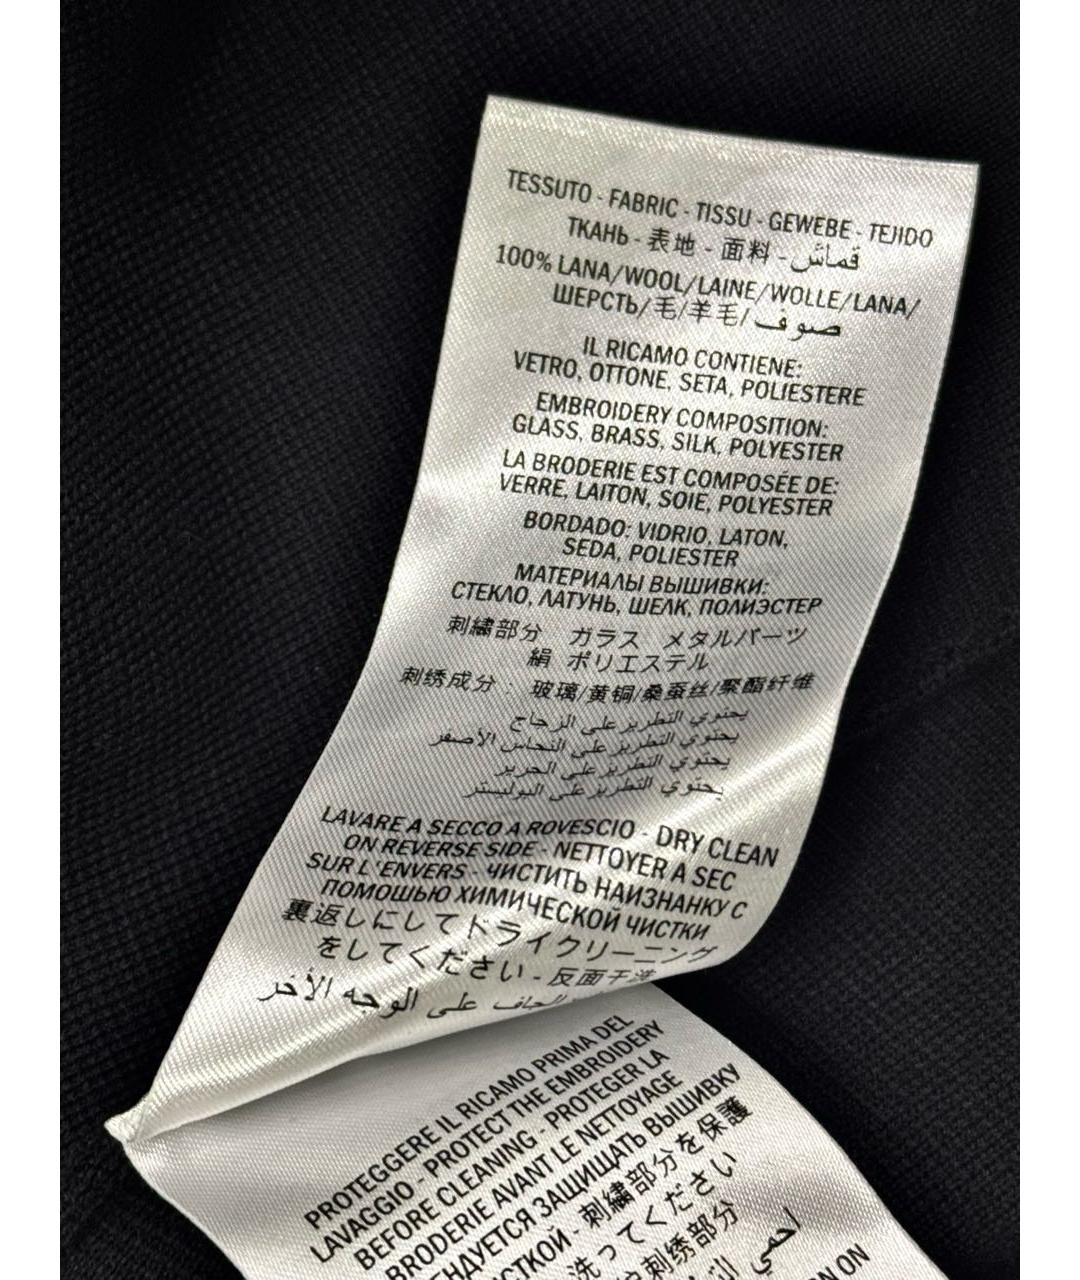 TESSUTO - FABRIC - TISSU - GEWEBE - TEJIDO
ТКАНЬ - 表地 - 面料 - قماش
100% LANA/WOOL/LAINE/WOLLE/LANA/
ШЕРСТЬ/毛/羊毛/صوف
IL RICAMO CONTIENE:
VETRO, OTTONE, SETA, POLIESTERE
EMBROIDERY COMPOSITION:
GLASS, BRASS, SILK, POLYESTER
LA BRODERIE EST COMPOSÉE DE:
VERRE, LAITON, SOIE, POLYESTER
BORDADO: VIDRIO, LATON,
SEDA, POLIESTER
МАТЕРИАЛЫ ВЫШИВКИ:
СТЕКЛО, ЛАТУНЬ, ШЕЛК, ПОЛИЭСТЕР
刺繍部分 ガラス メタルパーツ
絹 ポリエステル
刺绣成分：玻璃/黄铜/桑蚕丝/聚酯纤维
يحتوي التطريز على الزجاج
يحتوي التطريز على النحاس الأصفر
يحتوي التطريز على الحرير
يحتوي التطريز على البوليستر
LAVARE A SECCO A ROVESCIO - DRY CLEAN
ON REVERSE SIDE - NETTOYER A SEC
SUR L'ENVERS - ЧИСТИТЬ НАИЗНАНКУ С
ПОМОШЬЮ ХИМИЧЕСКОЙ ЧИСТКИ
裏返しにしてドライクリーニング
をしてください - 反面干洗
الجاف على الوجه الآخر
PROTEGGERE IL RICAMO PRIMA DEL
LAVAGGIO - PROTECT THE EMBROIDERY
BEFORE CLEANING - PROTEGER LA
BRODERIE AVANT LE NETTOYAGE
ЕНДУЕТСЯ ЗАЩИЩАТЬ ВЫШИВКУ
СТКОЙ - 刺繍部分を保護
洗ってください
刺绣部分
احمي
ON